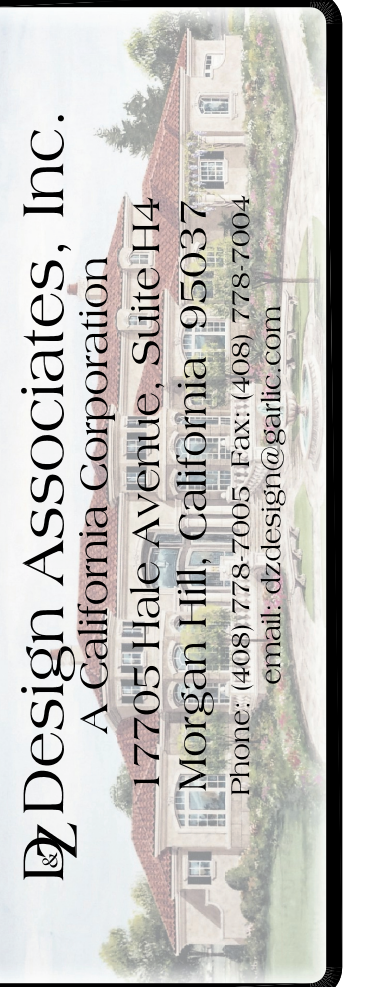 D&Z Design Associates, Inc.
A California Corporation
17705 Hale Avenue, Suite H4
Morgan Hill, California 95037
Phone: (408) 778-7005 Fax: (408) 778-7004
email: dzdesign@garlic.com